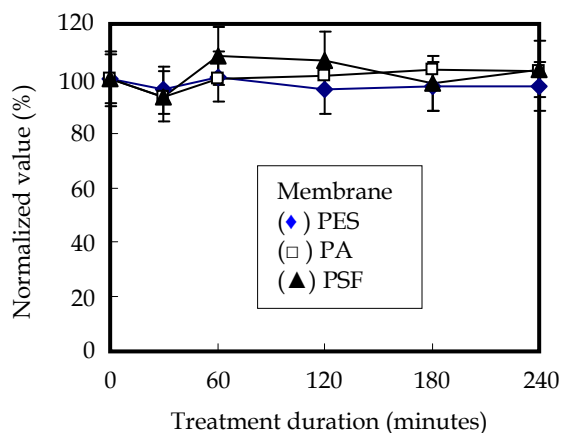 120
100
80
60
40
20
0
Normalized value (%)
Membrane
(♦) PES
(□) PA
(▲) PSF
0 60 120 180 240
Treatment duration (minutes)